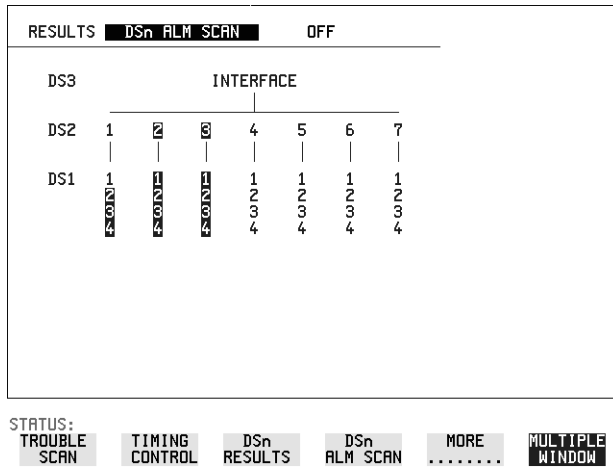 RESULTS DSn ALM SCAN OFF
DS3 INTERFACE
DS2 1 2 3 4 5 6 7
DS1 1 1 1 1 1 1 1
2 2 2 2 2 2 2
3 3 3 3 3 3 3
4 4 4 4 4 4 4
STATUS:
TROUBLE TIMING DSn DSn MORE MULTIPLE
SCAN CONTROL RESULTS ALM SCAN ........ WINDOW